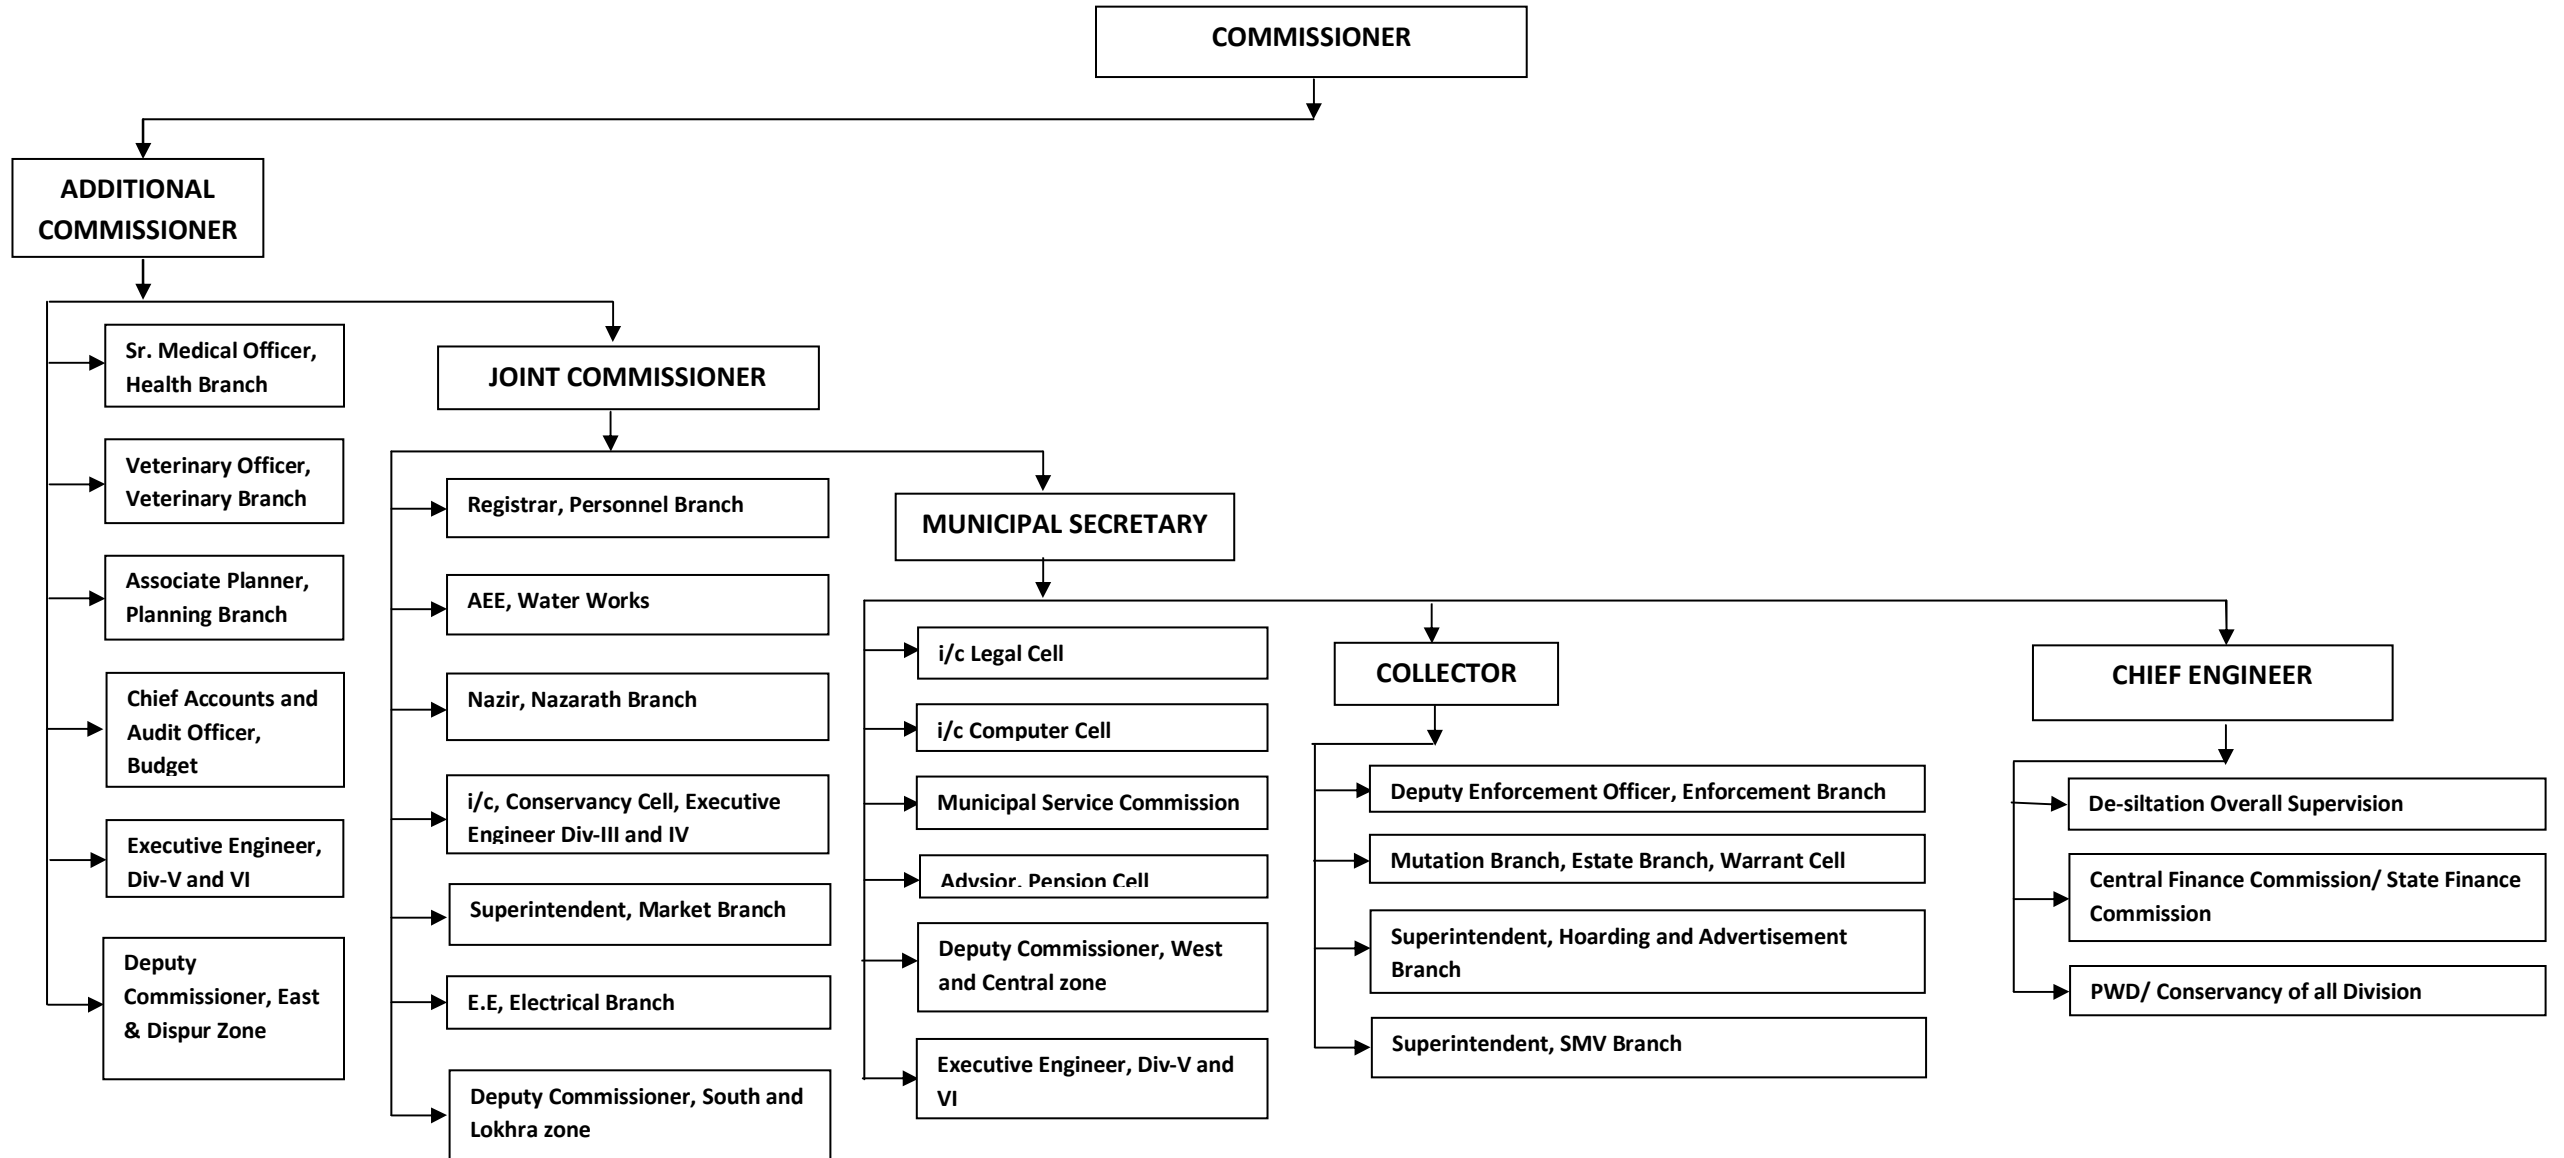 COMMISSIONER
ADDITIONAL
COMMISSIONER
Sr. Medical Officer,
Health Branch
Veterinary Officer,
Veterinary Branch
Associate Planner,
Planning Branch
Chief Accounts and
Audit Officer,
Budget
Executive Engineer,
Div-V and VI
Deputy
Commissioner, East
& Dispur Zone
JOINT COMMISSIONER
Registrar, Personnel Branch
AEE, Water Works
Nazir, Nazarath Branch
i/c, Conservancy Cell, Executive
Engineer Div-III and IV
Superintendent, Market Branch
E.E, Electrical Branch
Deputy Commissioner, South and
Lokhra zone
MUNICIPAL SECRETARY
i/c Legal Cell
i/c Computer Cell
Municipal Service Commission
Advsior, Pension Cell
Deputy Commissioner, West
and Central zone
Executive Engineer, Div-V and
VI
COLLECTOR
Deputy Enforcement Officer, Enforcement Branch
Mutation Branch, Estate Branch, Warrant Cell
Superintendent, Hoarding and Advertisement
Branch
Superintendent, SMV Branch
CHIEF ENGINEER
De-siltation Overall Supervision
Central Finance Commission/ State Finance
Commission
PWD/ Conservancy of all Division